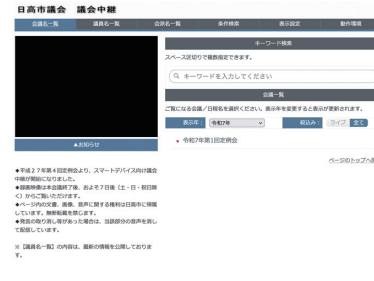 日高市議会 議会中継
会議名一覧 議員名一覧 会派名一覧 条件検索 表示設定 動作環境
キーワード検索
スペース区切りで複数指定できます。
キーワードを入力してください
会議一覧
ご覧になる会議/日程名を選択ください。表示年を変更すると表示が更新されます。
表示年: 令和7年 絞込み: ライブ 全て
令和7年第1回定例会
ページのトップへ戻
▲お知らせ
◆平成27年第4回定例会より、スマートデバイス向け議会
中継が開始になりました。
◆録画映像は本会議終了後、およそ7日後(土・日・祝日除
く)からご覧いただけます。
◆ページ内の文書、画像、音声に関する権利は日高市に帰属
しています。無断転載を禁じます。
◆発言の取り消し等があった場合は、当該部分の音声を消し
て配信しています。
※【議員名一覧】の内容は、最新の情報を公開しておりま
す。